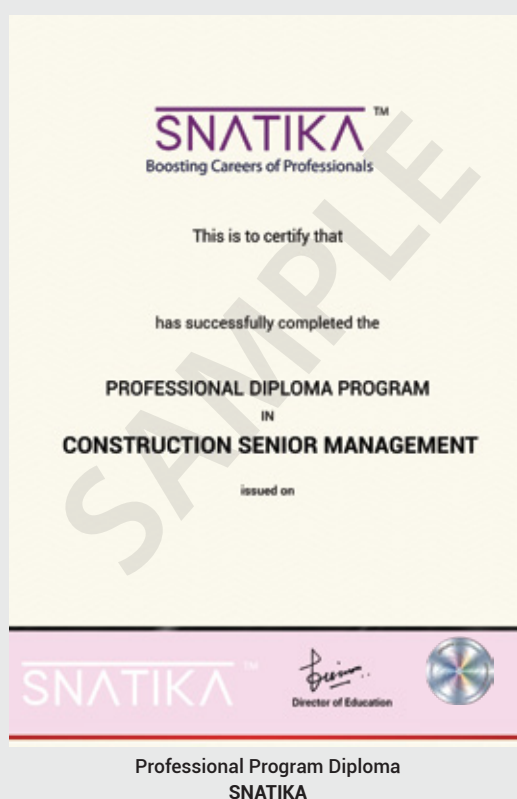 SNATIKA™
Boosting Careers of Professionals
This is to certify that
has successfully completed the
PROFESSIONAL DIPLOMA PROGRAM
IN
CONSTRUCTION SENIOR MANAGEMENT
issued on
SAMPLE
SNATIKA™
Director of Education
Professional Program Diploma
SNATIKA